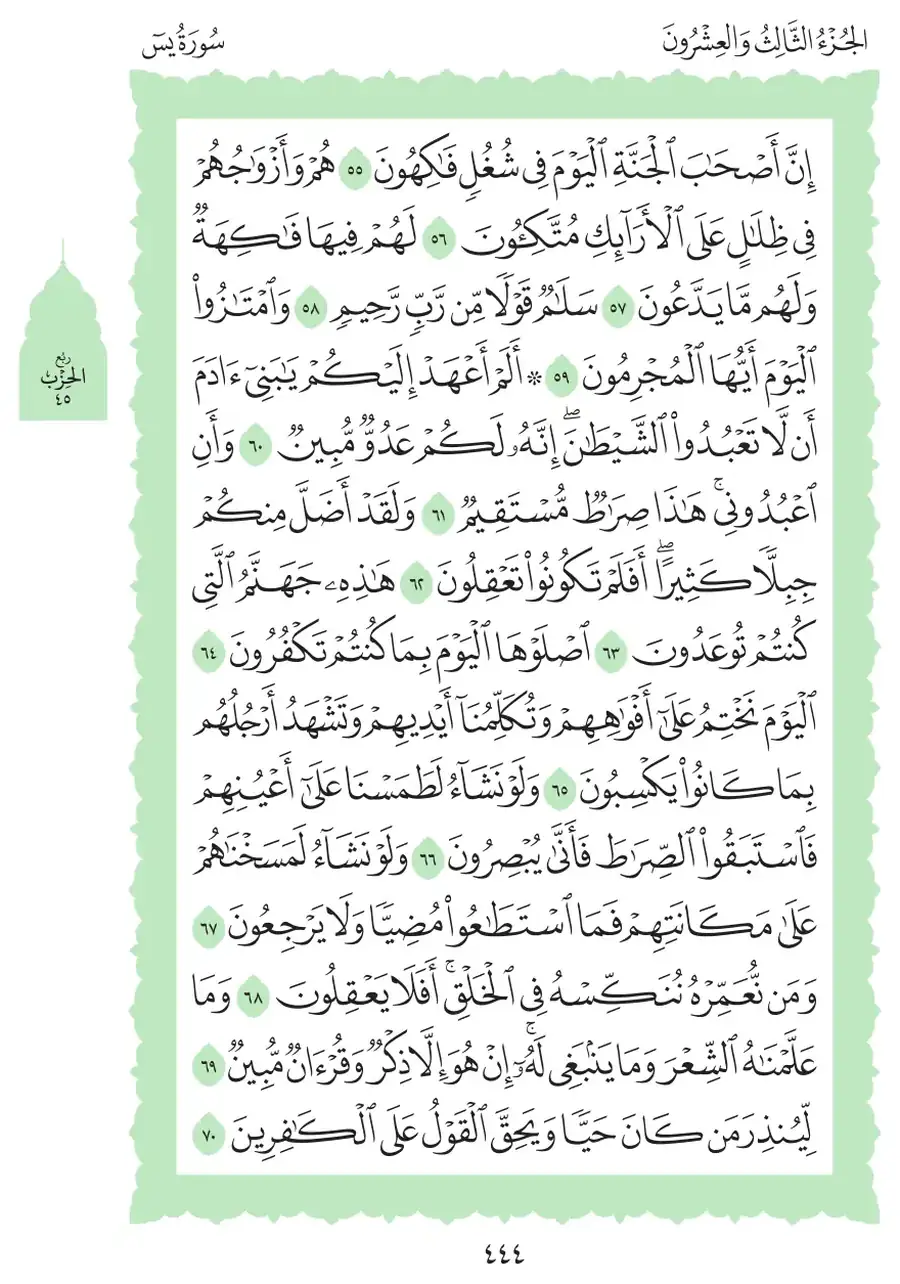 الجُزْءُ الثَّالِثُ وَالعِشْرُونَ
سُورَةُ يسٓ
إِنَّ أَصْحَٰبَ ٱلْجَنَّةِ ٱلْيَوْمَ فِى شُغُلٍ فَٰكِهُونَ ٥٥ هُمْ وَأَزْوَٰجُهُمْ
فِى ظِلَٰلٍ عَلَى ٱلْأَرَآئِكِ مُتَّكِـُٔونَ ٥٦ لَهُمْ فِيهَا فَٰكِهَةٌ
وَلَهُم مَّا يَدَّعُونَ ٥٧ سَلَٰمٌ قَوْلًا مِّن رَّبٍّ رَّحِيمٍ ٥٨ وَٱمْتَٰزُوا۟
ٱلْيَوْمَ أَيُّهَا ٱلْمُجْرِمُونَ ٥٩ * أَلَمْ أَعْهَدْ إِلَيْكُمْ يَٰبَنِىٓ ءَادَمَ
أَن لَّا تَعْبُدُوا۟ ٱلشَّيْطَٰنَ ۖ إِنَّهُۥ لَكُمْ عَدُوٌّ مُّبِينٌ ٦٠ وَأَنِ
ٱعْبُدُونِى ۚ هَٰذَا صِرَٰطٌ مُّسْتَقِيمٌ ٦١ وَلَقَدْ أَضَلَّ مِنكُمْ
جِبِلًّا كَثِيرًا ۖ أَفَلَمْ تَكُونُوا۟ تَعْقِلُونَ ٦٢ هَٰذِهِۦ جَهَنَّمُ ٱلَّتِى
كُنتُمْ تُوعَدُونَ ٦٣ ٱصْلَوْهَا ٱلْيَوْمَ بِمَا كُنتُمْ تَكْفُرُونَ ٦٤
ٱلْيَوْمَ نَخْتِمُ عَلَىٰٓ أَفْوَٰهِهِمْ وَتُكَلِّمُنَآ أَيْدِيهِمْ وَتَشْهَدُ أَرْجُلُهُم
بِمَا كَانُوا۟ يَكْسِبُونَ ٦٥ وَلَوْ نَشَآءُ لَطَمَسْنَا عَلَىٰٓ أَعْيُنِهِمْ
فَٱسْتَبَقُوا۟ ٱلصِّرَٰطَ فَأَنَّىٰ يُبْصِرُونَ ٦٦ وَلَوْ نَشَآءُ لَمَسَخْنَٰهُمْ
عَلَىٰ مَكَانَتِهِمْ فَمَا ٱسْتَطَٰعُوا۟ مُضِيًّا وَلَا يَرْجِعُونَ ٦٧
وَمَن نُّعَمِّرْهُ نُنَكِّسْهُ فِى ٱلْخَلْقِ ۚ أَفَلَا يَعْقِلُونَ ٦٨ وَمَا
عَلَّمْنَٰهُ ٱلشِّعْرَ وَمَا يَنۢبَغِى لَهُۥٓ ۚ إِنْ هُوَ إِلَّا ذِكْرٌ وَقُرْءَانٌ مُّبِينٌ ٦٩
لِّيُنذِرَ مَن كَانَ حَيًّا وَيَحِقَّ ٱلْقَوْلُ عَلَى ٱلْكَٰفِرِينَ ٧٠
رُبْع
الحِزْبِ
٤٥
٤٤٤